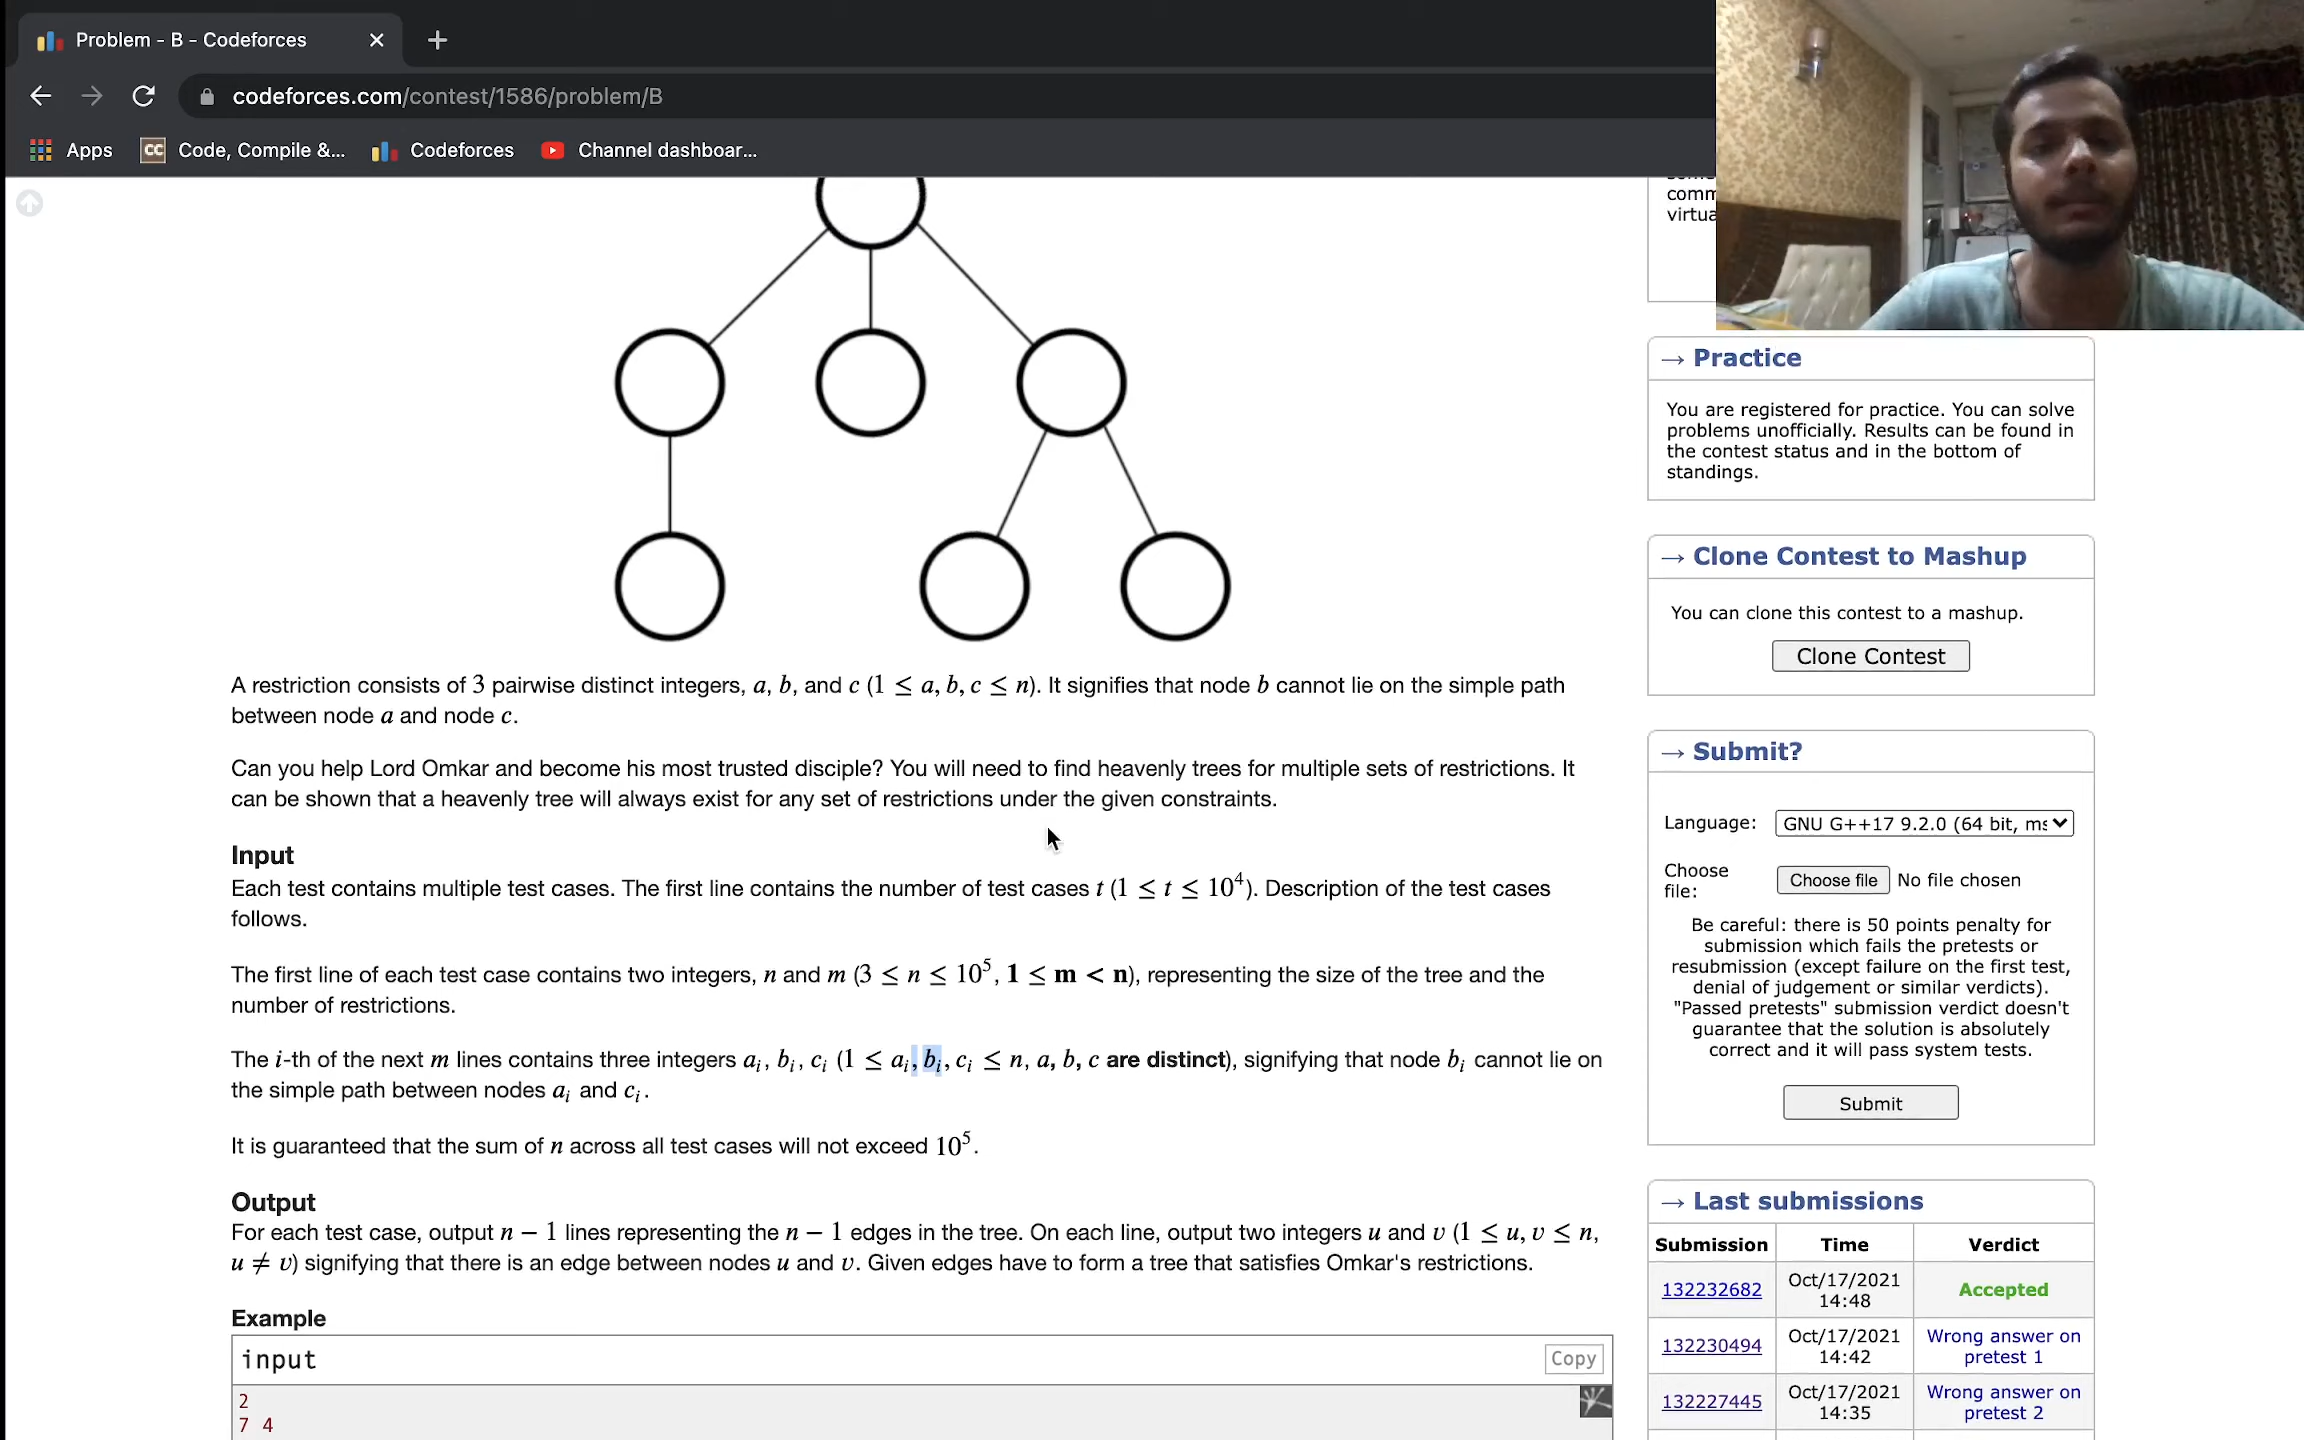 Problem - B - Codeforces
codeforces.com/contest/1586/problem/B
Apps
CC
Code, Compile &...
Codeforces
Channel dashboar...
A restriction consists of 3 pairwise distinct integers, a, b, and c (1 ≤ a, b, c ≤ n). It signifies that node b cannot lie on the simple path
between node a and node c.
Can you help Lord Omkar and become his most trusted disciple? You will need to find heavenly trees for multiple sets of restrictions. It
can be shown that a heavenly tree will always exist for any set of restrictions under the given constraints.
Input
Each test contains multiple test cases. The first line contains the number of test cases t (1 ≤ t ≤ 10⁴). Description of the test cases
follows.
The first line of each test case contains two integers, n and m (3 ≤ n ≤ 10⁵, 1 ≤ m < n), representing the size of the tree and the
number of restrictions.
The i-th of the next m lines contains three integers aᵢ, bᵢ, cᵢ (1 ≤ aᵢ, bᵢ, cᵢ ≤ n, a, b, c are distinct), signifying that node bᵢ cannot lie on
the simple path between nodes aᵢ and cᵢ.
It is guaranteed that the sum of n across all test cases will not exceed 10⁵.
Output
For each test case, output n − 1 lines representing the n − 1 edges in the tree. On each line, output two integers u and v (1 ≤ u, v ≤ n,
u ≠ v) signifying that there is an edge between nodes u and v. Given edges have to form a tree that satisfies Omkar's restrictions.
Example
input
Copy
2
7 4
comm
virtua
→ Practice
You are registered for practice. You can solve
problems unofficially. Results can be found in
the contest status and in the bottom of
standings.
→ Clone Contest to Mashup
You can clone this contest to a mashup.
Clone Contest
→ Submit?
Language:
GNU G++17 9.2.0 (64 bit, ms
Choose
file:
Choose file No file chosen
Be careful: there is 50 points penalty for
submission which fails the pretests or
resubmission (except failure on the first test,
denial of judgement or similar verdicts).
"Passed pretests" submission verdict doesn't
guarantee that the solution is absolutely
correct and it will pass system tests.
Submit
→ Last submissions
Submission Time Verdict
132232682 Oct/17/2021 14:48 Accepted
132230494 Oct/17/2021 14:42 Wrong answer on pretest 1
132227445 Oct/17/2021 14:35 Wrong answer on pretest 2